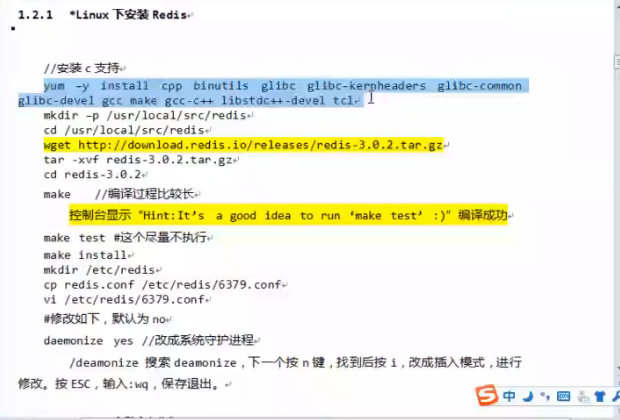 1.2.1 *Linux 下安装 Redis
//安装 c 支持
yum –y install cpp binutils glibc glibc-kernheaders glibc-common
glibc-devel gcc make gcc-c++ libstdc++-devel tcl
mkdir –p /usr/local/src/redis
cd /usr/local/src/redis
wget http://download.redis.io/releases/redis-3.0.2.tar.gz
tar -xvf redis-3.0.2.tar.gz
cd redis-3.0.2
make //编译过程比较长
控制台显示“Hint:It’s a good idea to run ‘make test’ :)”编译成功
make test #这个尽量不执行
make install
mkdir /etc/redis
cp redis.conf /etc/redis/6379.conf
vi /etc/redis/6379.conf
#修改如下，默认为 no
daemonize yes //改成系统守护进程
/deamonize 搜索 deamonize，下一个按 n 键，找到后按 i，改成插入模式，进行
修改。按 ESC，输入:wq，保存退出。
S 中